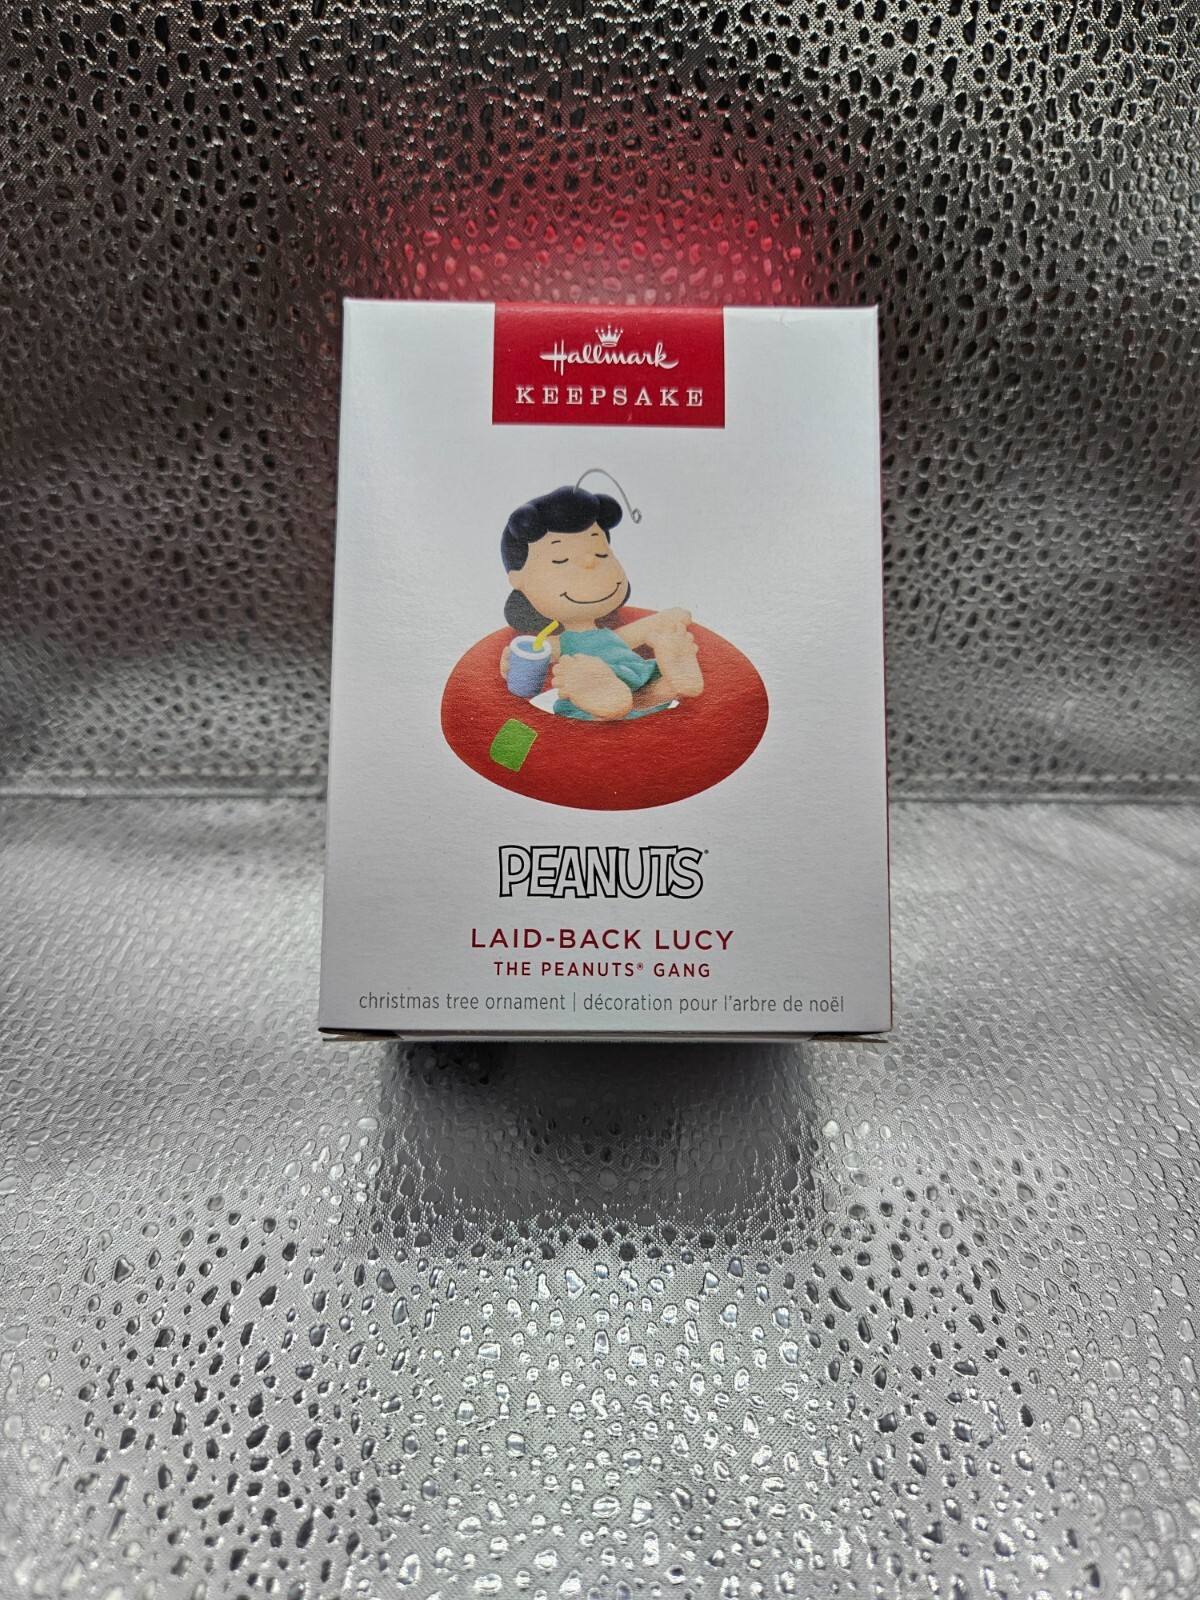 Hallmark
KEEPSAKE
PEANUTS®
LAID-BACK LUCY
THE PEANUTS® GANG
christmas tree ornament | décoration pour l'arbre de noël